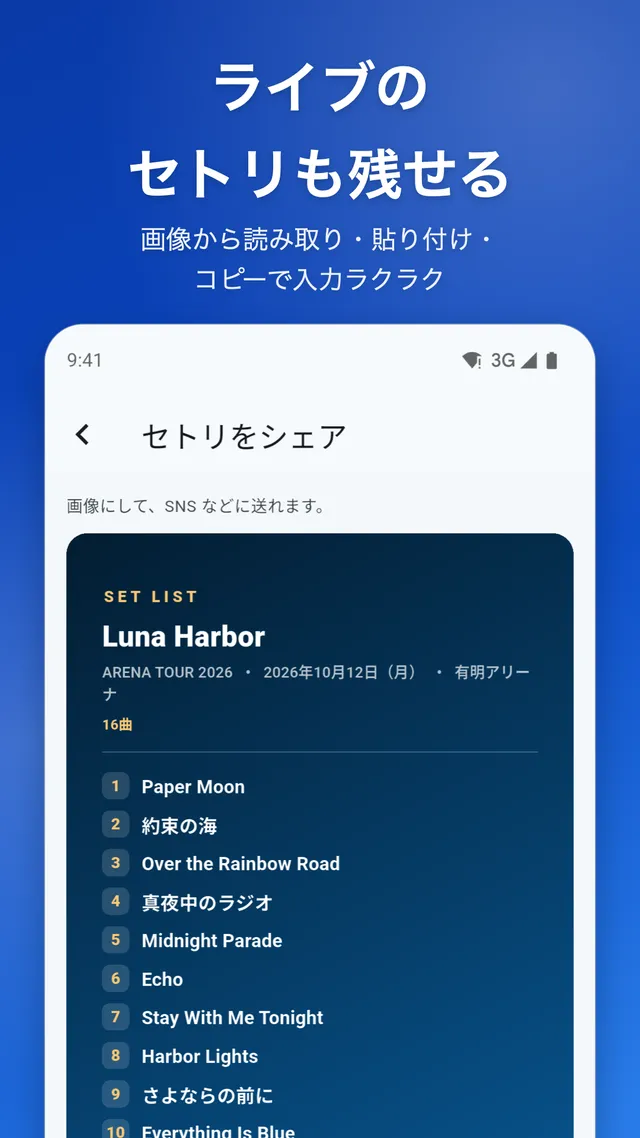 ライブの
セトリも残せる
画像から読み取り・貼り付け・
コピーで入力ラクラク
9:41
3G
セトリをシェア
画像にして、SNS などに送れます。
SET LIST
Luna Harbor
ARENA TOUR 2026 ・ 2026年10月12日（月） ・ 有明アリー
ナ
16曲
1 Paper Moon
2 約束の海
3 Over the Rainbow Road
4 真夜中のラジオ
5 Midnight Parade
6 Echo
7 Stay With Me Tonight
8 Harbor Lights
9 さよならの前に
10 Everything Is Blue